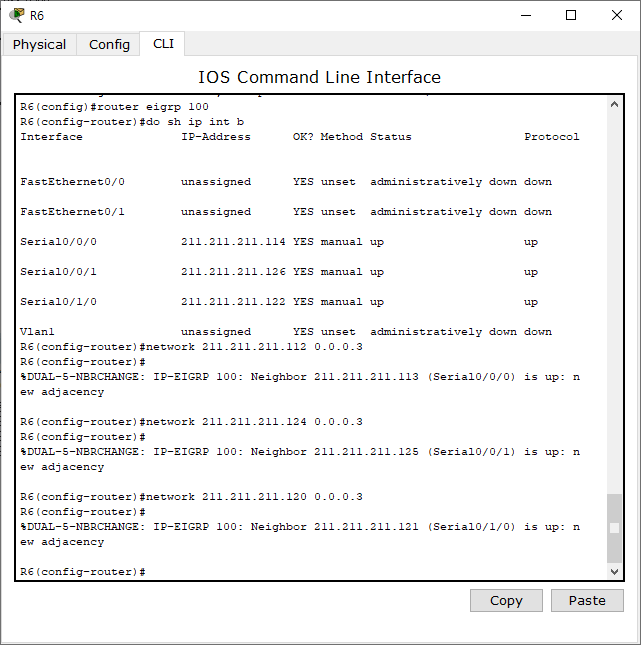 R6
Physical Config CLI
IOS Command Line Interface
R6(config)#router eigrp 100
R6(config-router)#do sh ip int b
Interface IP-Address OK? Method Status Protocol
FastEthernet0/0 unassigned YES unset administratively down down
FastEthernet0/1 unassigned YES unset administratively down down
Serial0/0/0 211.211.211.114 YES manual up up
Serial0/0/1 211.211.211.126 YES manual up up
Serial0/1/0 211.211.211.122 YES manual up up
Vlan1 unassigned YES unset administratively down down
R6(config-router)#network 211.211.211.112 0.0.0.3
R6(config-router)#
%DUAL-5-NBRCHANGE: IP-EIGRP 100: Neighbor 211.211.211.113 (Serial0/0/0) is up: n
ew adjacency
R6(config-router)#network 211.211.211.124 0.0.0.3
R6(config-router)#
%DUAL-5-NBRCHANGE: IP-EIGRP 100: Neighbor 211.211.211.125 (Serial0/0/1) is up: n
ew adjacency
R6(config-router)#network 211.211.211.120 0.0.0.3
R6(config-router)#
%DUAL-5-NBRCHANGE: IP-EIGRP 100: Neighbor 211.211.211.121 (Serial0/1/0) is up: n
ew adjacency
R6(config-router)#
Copy Paste